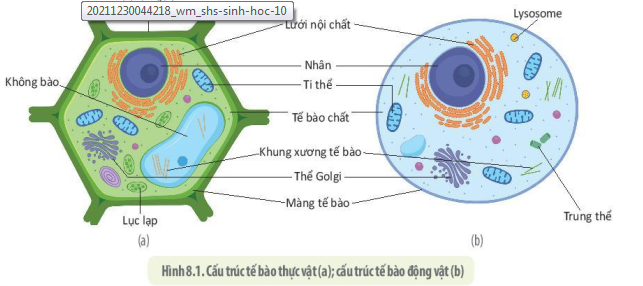 20211230044218_wm_shs-sinh-hoc-10
Lysosome
Lưới nội chất
Nhân
Không bào
Ti thể
Tế bào chất
Khung xương tế bào
Thể Golgi
Màng tế bào
Lục lạp
Trung thể
(a)
(b)
Hình 8.1. Cấu trúc tế bào thực vật (a); cấu trúc tế bào động vật (b)